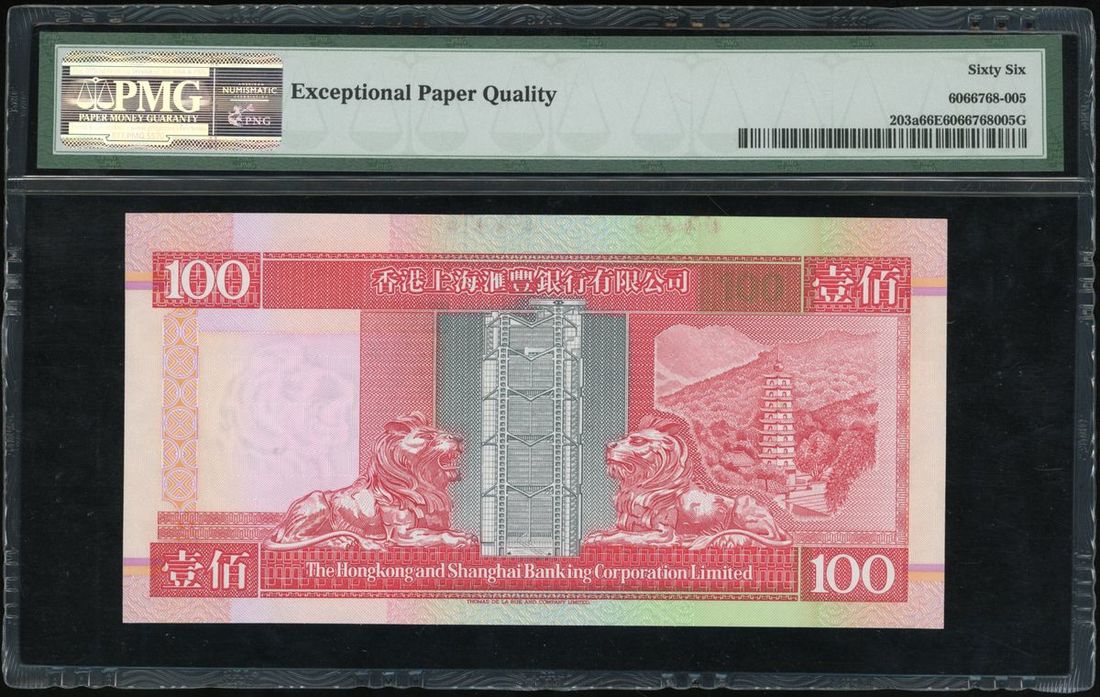 PMG
PAPER MONEY GUARANTY
NUMISMATIC
PNG
Exceptional Paper Quality
Sixty Six
6066768-005
203a66E6066768005G
100
香港上海滙豐銀行有限公司
100
壹佰
壹佰
The Hongkong and Shanghai Banking Corporation Limited
100
THOMAS DE LA RUE AND COMPANY LIMITED.